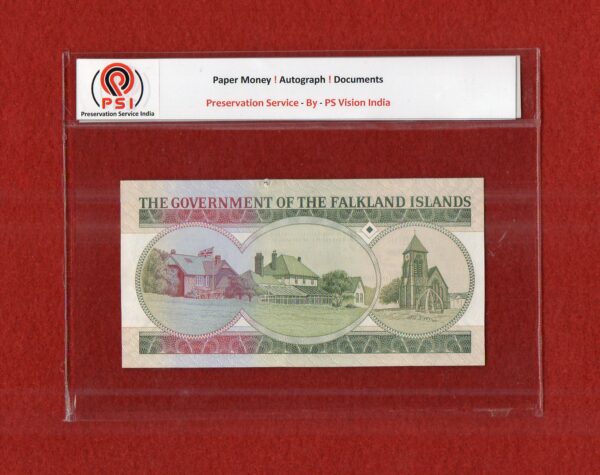 PSI
Preservation Service India
Paper Money ! Autograph ! Documents
Preservation Service - By - PS Vision India
THE GOVERNMENT OF THE FALKLAND ISLANDS